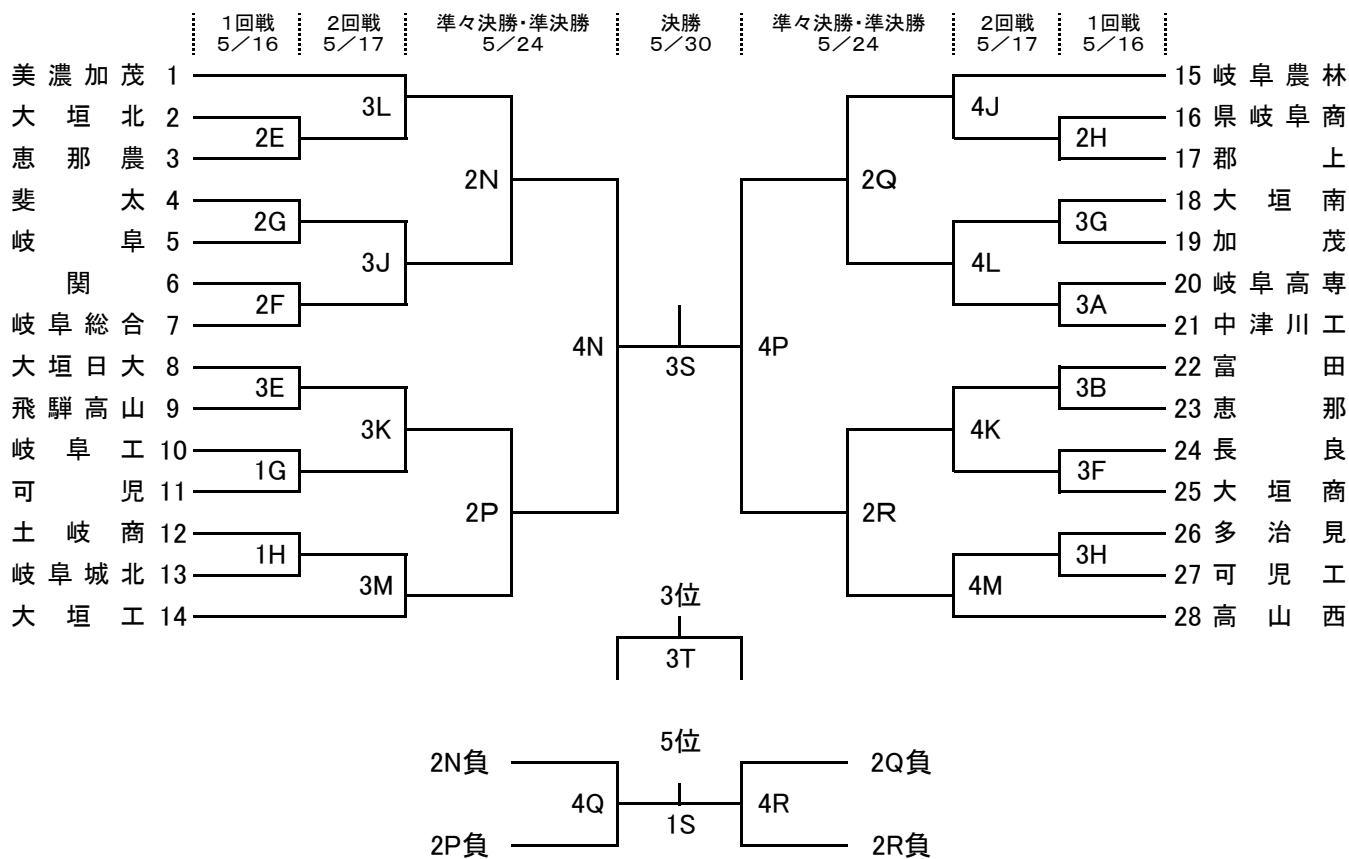 1回戦 2回戦 準々決勝・準決勝 決勝 準々決勝・準決勝 2回戦 1回戦
5／16 5／17 5／24 5／30 5／24 5／17 5／16
美濃加茂 1 15 岐阜農林
3L 4J
大垣北 2 16 県岐阜商
2E 2H
恵那農 3 17 郡上
2N 2Q
斐太 4 18 大垣南
2G 3G
岐阜 5 19 加茂
3J 4L
関 6 20 岐阜高専
2F 3A
岐阜総合 7 21 中津川工
4N 3S 4P
大垣日大 8 22 富田
3E 3B
飛騨高山 9 23 恵那
3K 4K
岐阜工 10 24 長良
1G 3F
可児 11 25 大垣商
2P 2R
土岐商 12 26 多治見
1H 3H
岐阜城北 13 27 可児工
3M 4M
大垣工 14 28 高山西
3位
3T
5位
2N負 2Q負
4Q 1S 4R
2P負 2R負